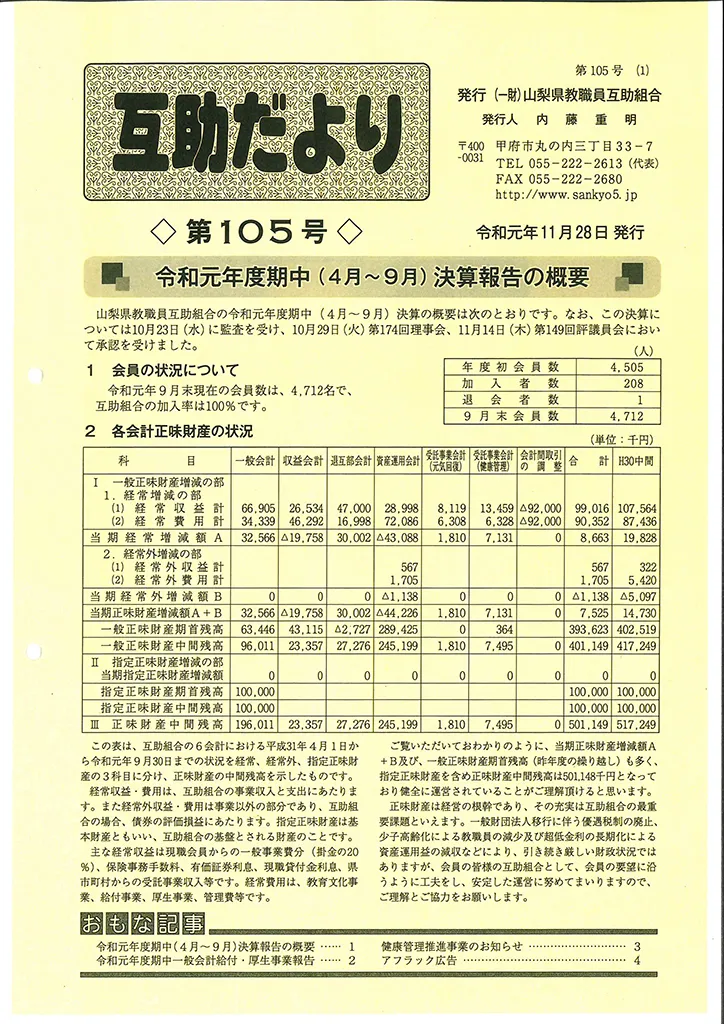 第105号 (1)
互助だより
発行 (一財)山梨県教職員互助組合
発行人 内藤重明
〒400-0031 甲府市丸の内三丁目33−7
TEL 055-222-2613(代表)
FAX 055-222-2680
http://www.sankyo5.jp
◇ 第105号 ◇
令和元年11月28日 発行
令和元年度期中(4月〜9月)決算報告の概要
山梨県教職員互助組合の令和元年度期中(4月〜9月)決算の概要は次のとおりです。なお、この決算に
ついては10月23日(水)に監査を受け、10月29日(火)第174回理事会、11月14日(木)第149回評議員会におい
て承認を受けました。
1 会員の状況について
令和元年9月末現在の会員数は、4,712名で、
互助組合の加入率は100%です。
(人)
年度初会員数 4,505
加入者数 208
退会者数 1
9月末会員数 4,712
2 各会計正味財産の状況
(単位:千円)
科目 一般会計 収益会計 退互部会計 資産運用会計 受託事業会計(元気回復) 受託事業会計(健康管理) 会計間取引の調整 合計 H30中間
Ⅰ 一般正味財産増減の部
1.経常増減の部
(1) 経常収益計 66,905 26,534 47,000 28,998 8,119 13,459 △92,000 99,016 107,564
(2) 経常費用計 34,339 46,292 16,998 72,086 6,308 6,328 △92,000 90,352 87,436
当期経常増減額A 32,566 △19,758 30,002 △43,088 1,810 7,131 0 8,663 19,828
2.経常外増減の部
(1) 経常外収益計 567 567 322
(2) 経常外費用計 1,705 1,705 5,420
当期経常外増減額B 0 0 0 △1,138 0 0 0 △1,138 △5,097
当期正味財産増減額A+B 32,566 △19,758 30,002 △44,226 1,810 7,131 0 7,525 14,730
一般正味財産期首残高 63,446 43,115 △2,727 289,425 0 364 393,623 402,519
一般正味財産中間残高 96,011 23,357 27,276 245,199 1,810 7,495 0 401,149 417,249
Ⅱ 指定正味財産増減の部
当期指定正味財産増減額 0 0 0 0 0 0 0 0 0
指定正味財産期首残高 100,000 100,000 100,000
指定正味財産中間残高 100,000 100,000 100,000
Ⅲ 正味財産中間残高 196,011 23,357 27,276 245,199 1,810 7,495 0 501,149 517,249
この表は、互助組合の6会計における平成31年4月1日か
ら令和元年9月30日までの状況を経常、経常外、指定正味財
産の3科目に分け、正味財産の中間残高を示したものです。
経常収益・費用は、互助組合の事業収入と支出にあたりま
す。また経常外収益・費用は事業以外の部分であり、互助組
合の場合、債券の評価損益にあたります。指定正味財産は基
本財産ともいい、互助組合の基盤とされる財産のことです。
主な経常収益は現職会員からの一般事業費分(掛金の20
%)、保険事務手数料、有価証券利息、現職貸付金利息、県
市町村からの受託事業収入等です。経常費用は、教育文化事
業、給付事業、厚生事業、管理費等です。
ご覧いただいておわかりのように、当期正味財産増減額A
+B及び、一般正味財産期首残高(昨年度の繰り越し)も多く、
指定正味財産を含め正味財産中間残高は501,148千円となって
おり健全に運営されていることがご理解頂けると思います。
正味財産は経営の根幹であり、その充実は互助組合の最重
要課題といえます。一般財団法人移行に伴う優遇税制の廃止、
少子高齢化による教職員の減少及び超低金利の長期化による
資産運用益の減収などにより、引き続き厳しい財政状況では
ありますが、会員の皆様の互助組合として、会員の要望に沿
うように工夫をし、安定した運営に努めてまいりますので、
ご理解とご協力をお願いします。
おもな記事
令和元年度期中(4月〜9月)決算報告の概要 …… 1
令和元年度期中一般会計給付・厚生事業報告 …… 2
健康管理推進事業のお知らせ …………………… 3
アフラック広告 …………………………………… 4